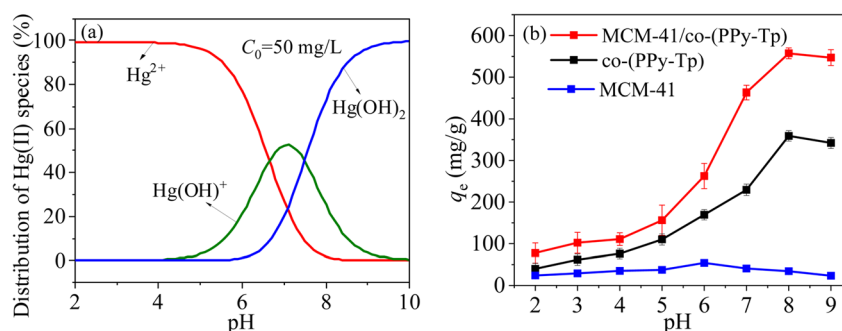 (a)
C₀=50 mg/L
Hg²⁺
Hg(OH)₂
Hg(OH)⁺
Distribution of Hg(II) species (%)
100
80
60
40
20
0
2
4
6
8
10
pH
(b)
MCM-41/co-(PPy-Tp)
co-(PPy-Tp)
MCM-41
qₑ (mg/g)
600
500
400
300
200
100
0
2
3
4
5
6
7
8
9
pH